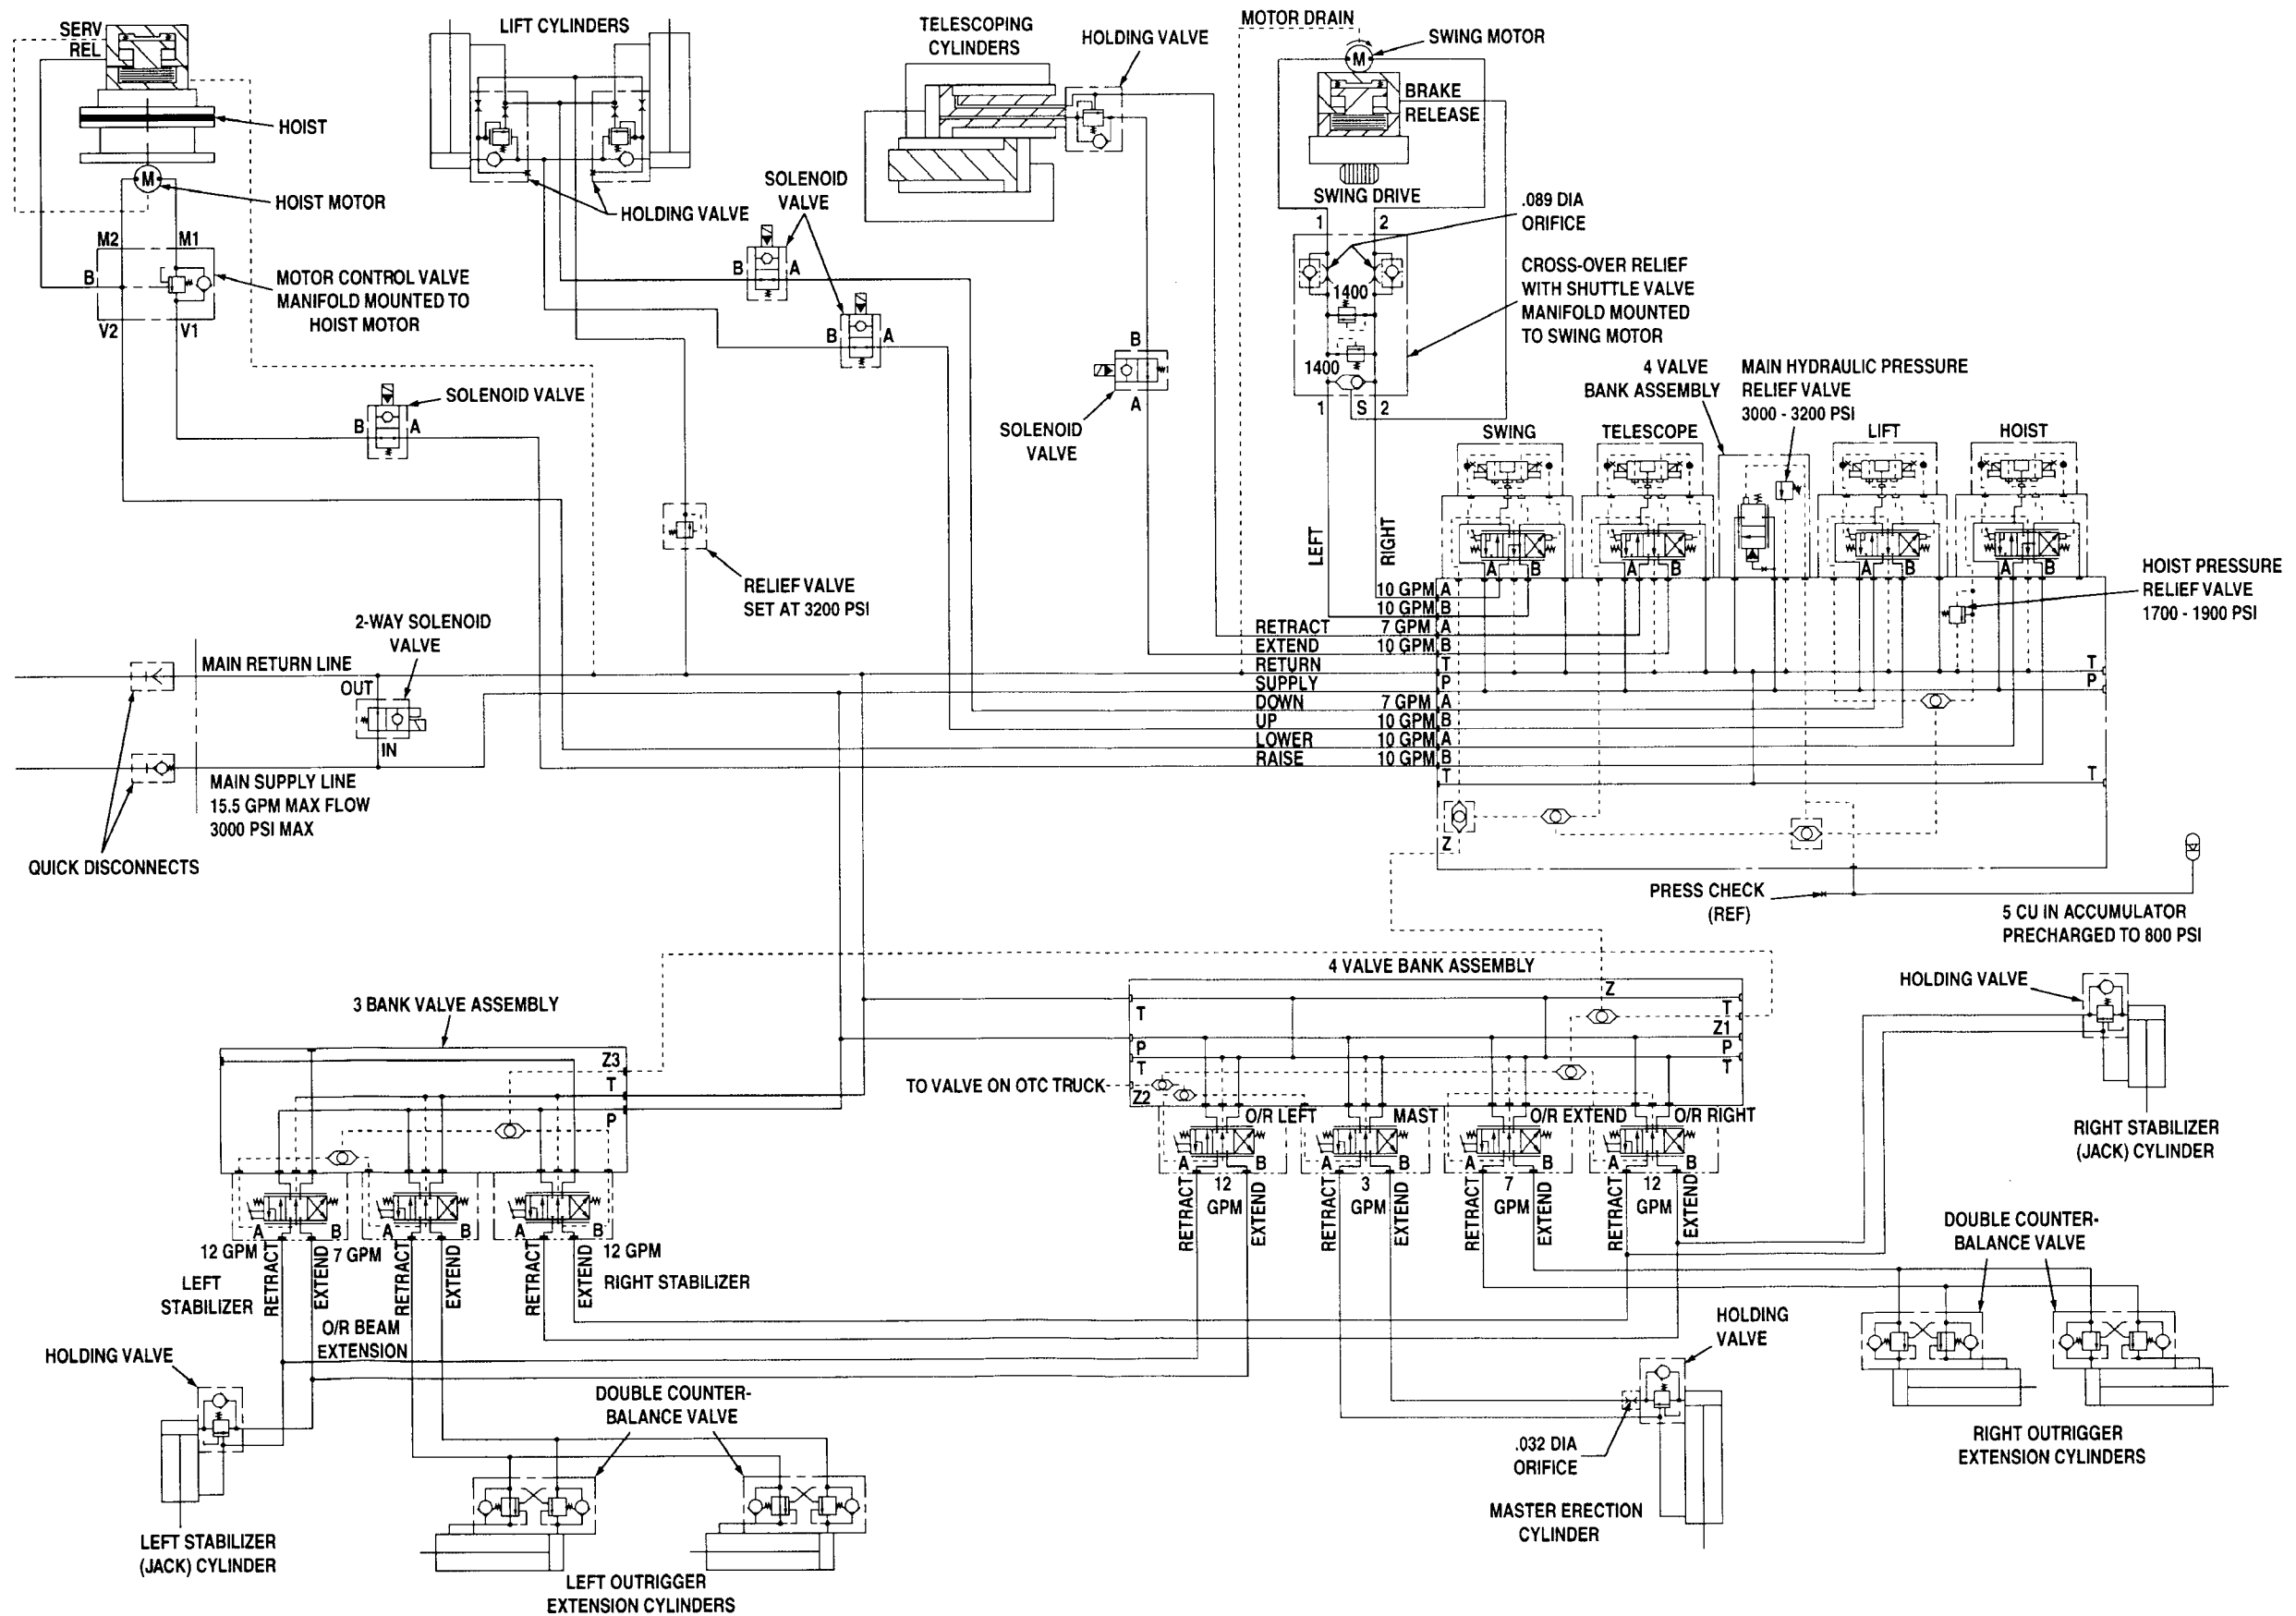 SERV
REL
HOIST
HOIST MOTOR
M2
M1
B
V2
V1
MOTOR CONTROL VALVE
MANIFOLD MOUNTED TO
HOIST MOTOR
M
LIFT CYLINDERS
HOLDING VALVE
SOLENOID
VALVE
B
A
B
A
TELESCOPING
CYLINDERS
HOLDING VALVE
MOTOR DRAIN
M
SWING MOTOR
BRAKE
RELEASE
SWING DRIVE
1
2
.089 DIA
ORIFICE
CROSS-OVER RELIEF
WITH SHUTTLE VALVE
MANIFOLD MOUNTED
TO SWING MOTOR
1400
1400
1
S
2
B
A
SOLENOID
VALVE
B
A
SOLENOID VALVE
4 VALVE
BANK ASSEMBLY
MAIN HYDRAULIC PRESSURE
RELIEF VALVE
3000 - 3200 PSI
SWING
TELESCOPE
LIFT
HOIST
A
B
A
B
A
B
A
B
HOIST PRESSURE
RELIEF VALVE
1700 - 1900 PSI
LEFT
RIGHT
RELIEF VALVE
SET AT 3200 PSI
2-WAY SOLENOID
VALVE
MAIN RETURN LINE
OUT
IN
MAIN SUPPLY LINE
15.5 GPM MAX FLOW
3000 PSI MAX
QUICK DISCONNECTS
10 GPM A
10 GPM B
RETRACT 7 GPM A
EXTEND 10 GPM B
RETURN T
SUPPLY P
DOWN 7 GPM A
UP 10 GPM B
LOWER 10 GPM A
RAISE 10 GPM B
T
T
P
T
Z
PRESS CHECK
(REF)
5 CU IN ACCUMULATOR
PRECHARGED TO 800 PSI
3 BANK VALVE ASSEMBLY
Z3
T
P
A
B
A
B
A
B
12 GPM
7 GPM
12 GPM
RETRACT
EXTEND
RETRACT
EXTEND
RETRACT
EXTEND
LEFT
STABILIZER
O/R BEAM
EXTENSION
RIGHT STABILIZER
HOLDING VALVE
LEFT STABILIZER
(JACK) CYLINDER
DOUBLE COUNTER-
BALANCE VALVE
LEFT OUTRIGGER
EXTENSION CYLINDERS
4 VALVE BANK ASSEMBLY
T
P
T
Z
T
Z1
P
T
TO VALVE ON OTC TRUCK
Z2
O/R LEFT
MAST
O/R EXTEND
O/R RIGHT
A
B
A
B
A
B
A
B
12
GPM
3
GPM
7
GPM
12
GPM
RETRACT
EXTEND
RETRACT
EXTEND
RETRACT
EXTEND
RETRACT
EXTEND
HOLDING VALVE
RIGHT STABILIZER
(JACK) CYLINDER
DOUBLE COUNTER-
BALANCE VALVE
RIGHT OUTRIGGER
EXTENSION CYLINDERS
HOLDING
VALVE
.032 DIA
ORIFICE
MASTER ERECTION
CYLINDER